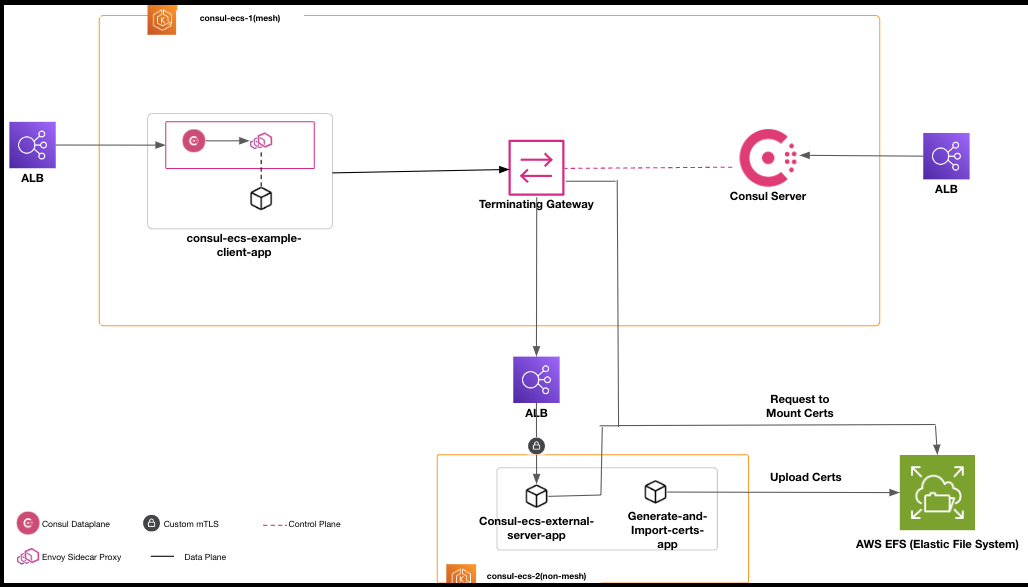 consul-ecs-1(mesh)
ALB
consul-ecs-example-
client-app
Terminating Gateway
Consul Server
ALB
ALB
Request to
Mount Certs
Upload Certs
Consul-ecs-external-
server-app
Generate-and-
Import-certs-
app
AWS EFS (Elastic File System)
consul-ecs-2(non-mesh)
Consul Dataplane
Custom mTLS
Control Plane
Envoy Sidecar Proxy
Data Plane